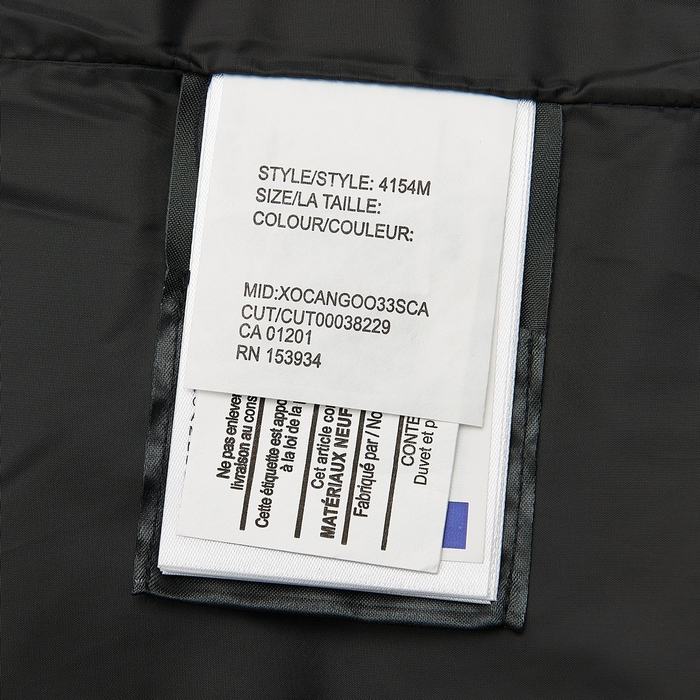 STYLE/STYLE: 4154M
SIZE/LA TAILLE:
COLOUR/COULEUR:
MID:XOCANGOO33SCA
CUT/CUT00038229
CA 01201
RN 153934
Ne pas enlever
livraison au cons
Cette étiquette est appo
à la loi de la
Cet article co
MATÉRIAUX NEUF
Fabriqué par / No
CONTE
Duvet et p